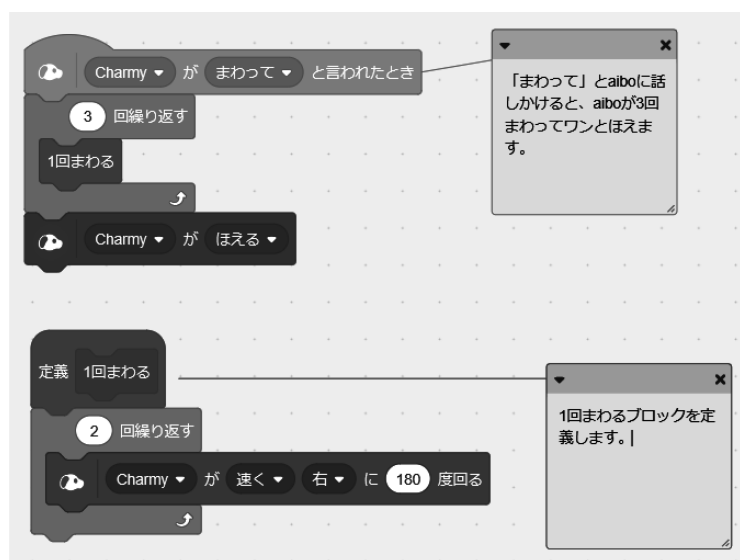 Charmy が まわって と言われたとき
3 回繰り返す
1回まわる
Charmy が ほえる
「まわって」とaiboに話
しかけると、aiboが3回
まわってワンとほえま
す。
定義 1回まわる
2 回繰り返す
Charmy が 速く 右 に 180 度回る
1回まわるブロックを定
義します。